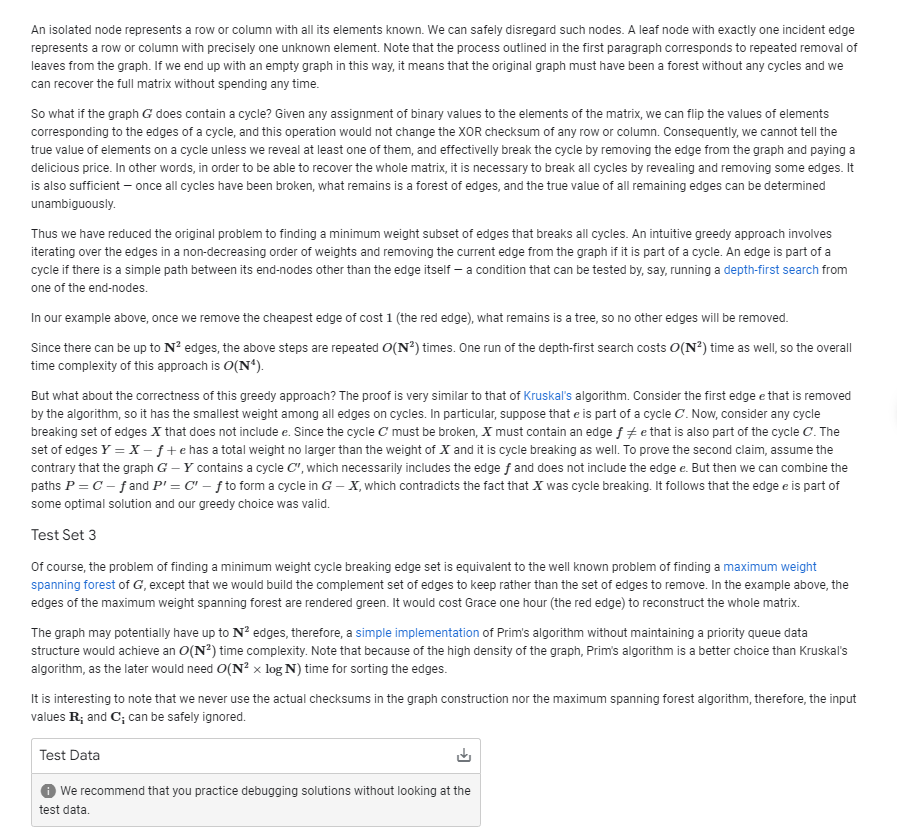 An isolated node represents a row or column with all its elements known. We can safely disregard such nodes. A leaf node with exactly one incident edge
represents a row or column with precisely one unknown element. Note that the process outlined in the first paragraph corresponds to repeated removal of
leaves from the graph. If we end up with an empty graph in this way, it means that the original graph must have been a forest without any cycles and we
can recover the full matrix without spending any time.
So what if the graph G does contain a cycle? Given any assignment of binary values to the elements of the matrix, we can flip the values of elements
corresponding to the edges of a cycle, and this operation would not change the XOR checksum of any row or column. Consequently, we cannot tell the
true value of elements on a cycle unless we reveal at least one of them, and effectivelly break the cycle by removing the edge from the graph and paying a
delicious price. In other words, in order to be able to recover the whole matrix, it is necessary to break all cycles by revealing and removing some edges. It
is also sufficient – once all cycles have been broken, what remains is a forest of edges, and the true value of all remaining edges can be determined
unambiguously.
Thus we have reduced the original problem to finding a minimum weight subset of edges that breaks all cycles. An intuitive greedy approach involves
iterating over the edges in a non-decreasing order of weights and removing the current edge from the graph if it is part of a cycle. An edge is part of a
cycle if there is a simple path between its end-nodes other than the edge itself – a condition that can be tested by, say, running a depth-first search from
one of the end-nodes.
In our example above, once we remove the cheapest edge of cost 1 (the red edge), what remains is a tree, so no other edges will be removed.
Since there can be up to N² edges, the above steps are repeated O(N²) times. One run of the depth-first search costs O(N²) time as well, so the overall
time complexity of this approach is O(N⁴).
But what about the correctness of this greedy approach? The proof is very similar to that of Kruskal's algorithm. Consider the first edge e that is removed
by the algorithm, so it has the smallest weight among all edges on cycles. In particular, suppose that e is part of a cycle C. Now, consider any cycle
breaking set of edges X that does not include e. Since the cycle C must be broken, X must contain an edge f ≠ e that is also part of the cycle C. The
set of edges Y = X − f + e has a total weight no larger than the weight of X and it is cycle breaking as well. To prove the second claim, assume the
contrary that the graph G − Y contains a cycle C′, which necessarily includes the edge f and does not include the edge e. But then we can combine the
paths P = C − f and P′ = C′ − f to form a cycle in G − X, which contradicts the fact that X was cycle breaking. It follows that the edge e is part of
some optimal solution and our greedy choice was valid.
Test Set 3
Of course, the problem of finding a minimum weight cycle breaking edge set is equivalent to the well known problem of finding a maximum weight
spanning forest of G, except that we would build the complement set of edges to keep rather than the set of edges to remove. In the example above, the
edges of the maximum weight spanning forest are rendered green. It would cost Grace one hour (the red edge) to reconstruct the whole matrix.
The graph may potentially have up to N² edges, therefore, a simple implementation of Prim's algorithm without maintaining a priority queue data
structure would achieve an O(N²) time complexity. Note that because of the high density of the graph, Prim's algorithm is a better choice than Kruskal's
algorithm, as the later would need O(N² × log N) time for sorting the edges.
It is interesting to note that we never use the actual checksums in the graph construction nor the maximum spanning forest algorithm, therefore, the input
values Rᵢ and Cᵢ can be safely ignored.
Test Data
We recommend that you practice debugging solutions without looking at the
test data.